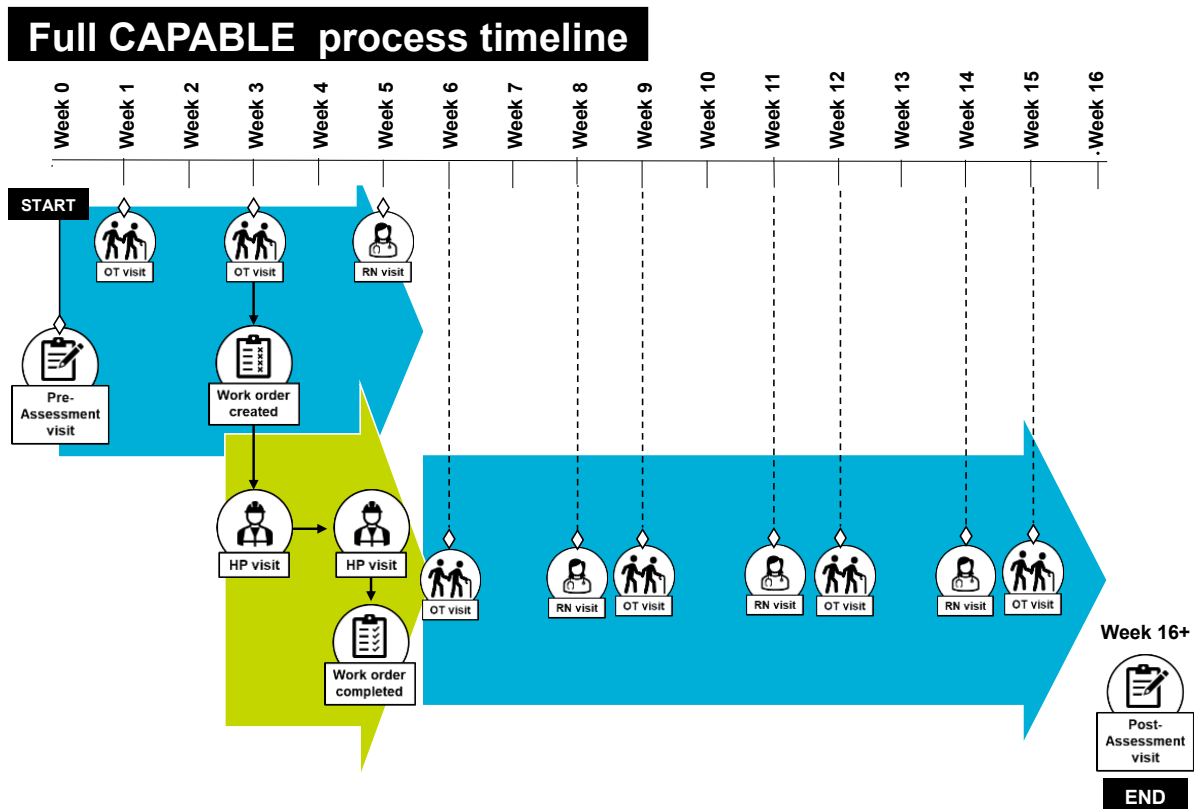 Full CAPABLE process timeline
Week 0
Week 1
Week 2
Week 3
Week 4
Week 5
Week 6
Week 7
Week 8
Week 9
Week 10
Week 11
Week 12
Week 13
Week 14
Week 15
Week 16
START
OT visit
OT visit
RN visit
Pre-
Assessment
visit
Work order
created
HP visit
HP visit
Work order
completed
OT visit
RN visit
OT visit
RN visit
OT visit
RN visit
OT visit
Week 16+
Post-
Assessment
visit
END